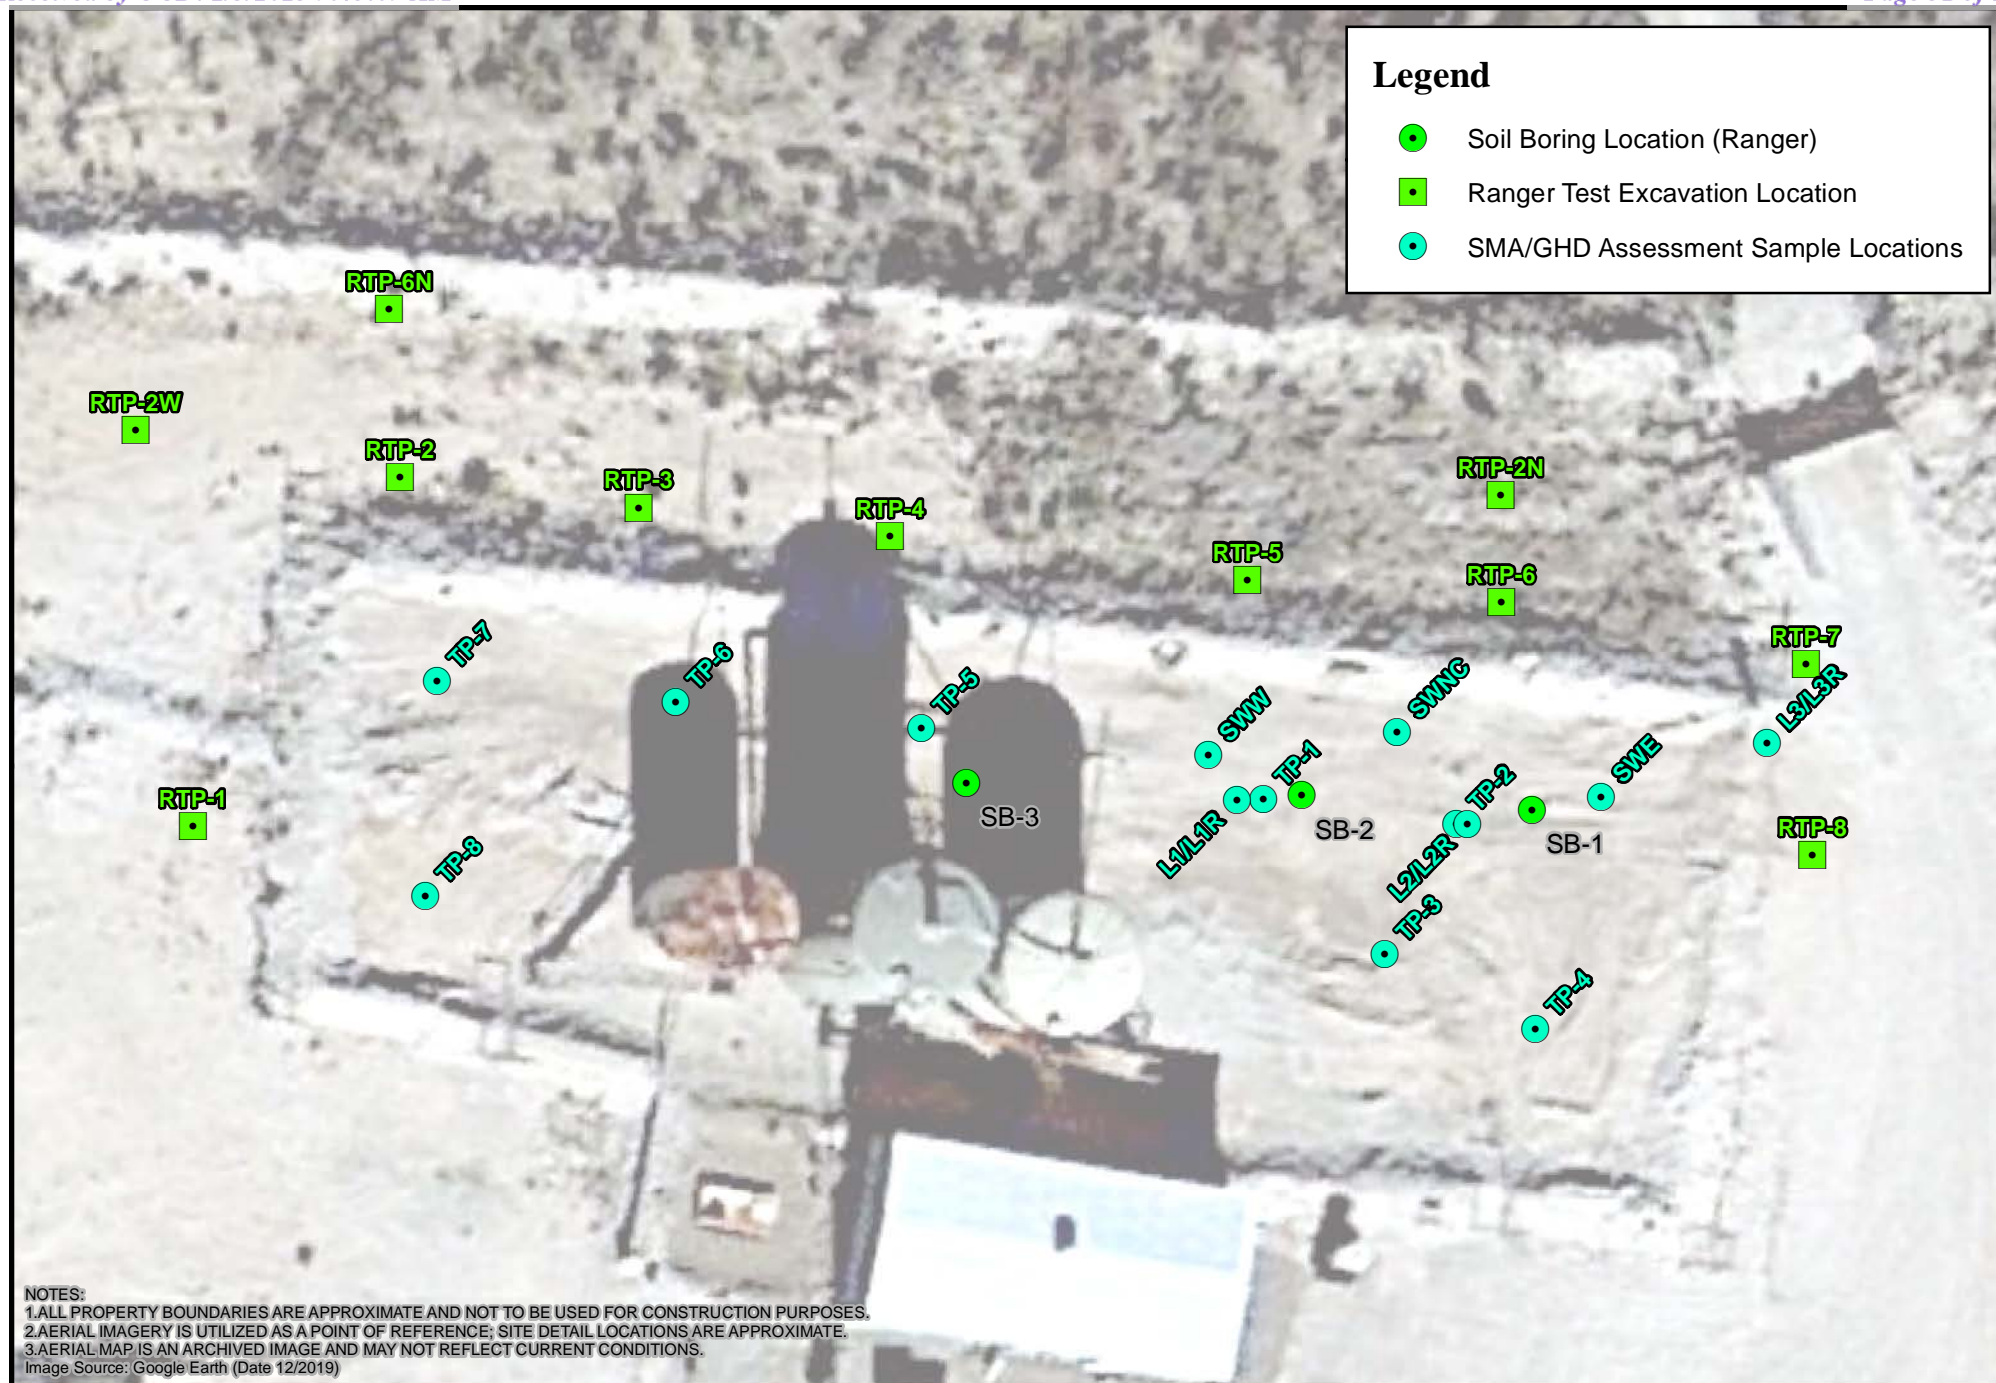 Legend
Soil Boring Location (Ranger)
Ranger Test Excavation Location
SMA/GHD Assessment Sample Locations
RTP-6N
RTP-2W
RTP-2
RTP-3
RTP-4
RTP-2N
RTP-5
RTP-6
RTP-7
TP-7
TP-6
TP-5
SWW
SWNC
L3/L3R
SWE
TP-1
TP-2
RTP-1
SB-3
SB-2
SB-1
RTP-8
L1/L1R
L2/L2R
TP-8
TP-3
TP-4
NOTES:
1.ALL PROPERTY BOUNDARIES ARE APPROXIMATE AND NOT TO BE USED FOR CONSTRUCTION PURPOSES.
2.AERIAL IMAGERY IS UTILIZED AS A POINT OF REFERENCE; SITE DETAIL LOCATIONS ARE APPROXIMATE.
3.AERIAL MAP IS AN ARCHIVED IMAGE AND MAY NOT REFLECT CURRENT CONDITIONS.
Image Source: Google Earth (Date 12/2019)